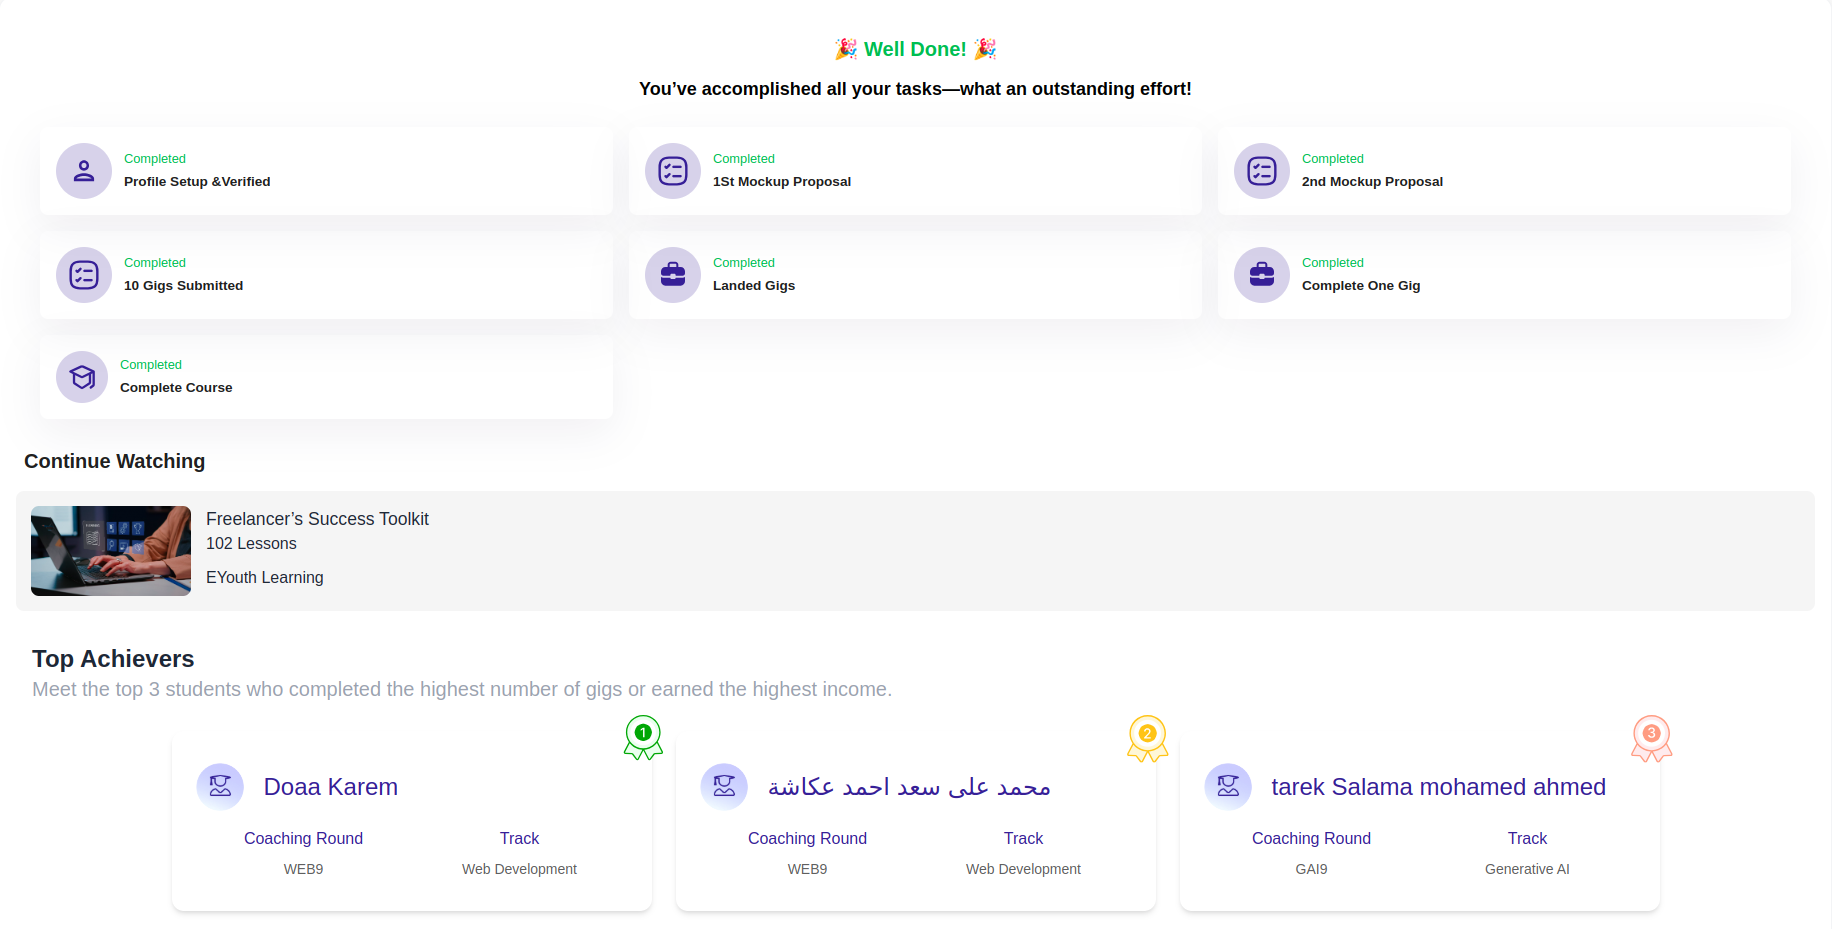 🎉 Well Done! 🎉
You’ve accomplished all your tasks—what an outstanding effort!
Completed
Profile Setup &Verified
Completed
1St Mockup Proposal
Completed
2nd Mockup Proposal
Completed
10 Gigs Submitted
Completed
Landed Gigs
Completed
Complete One Gig
Completed
Complete Course
Continue Watching
Freelancer’s Success Toolkit
102 Lessons
EYouth Learning
Top Achievers
Meet the top 3 students who completed the highest number of gigs or earned the highest income.
1
Doaa Karem
Coaching Round
Track
WEB9
Web Development
2
محمد على سعد احمد عكاشة
Coaching Round
Track
WEB9
Web Development
3
tarek Salama mohamed ahmed
Coaching Round
Track
GAI9
Generative AI